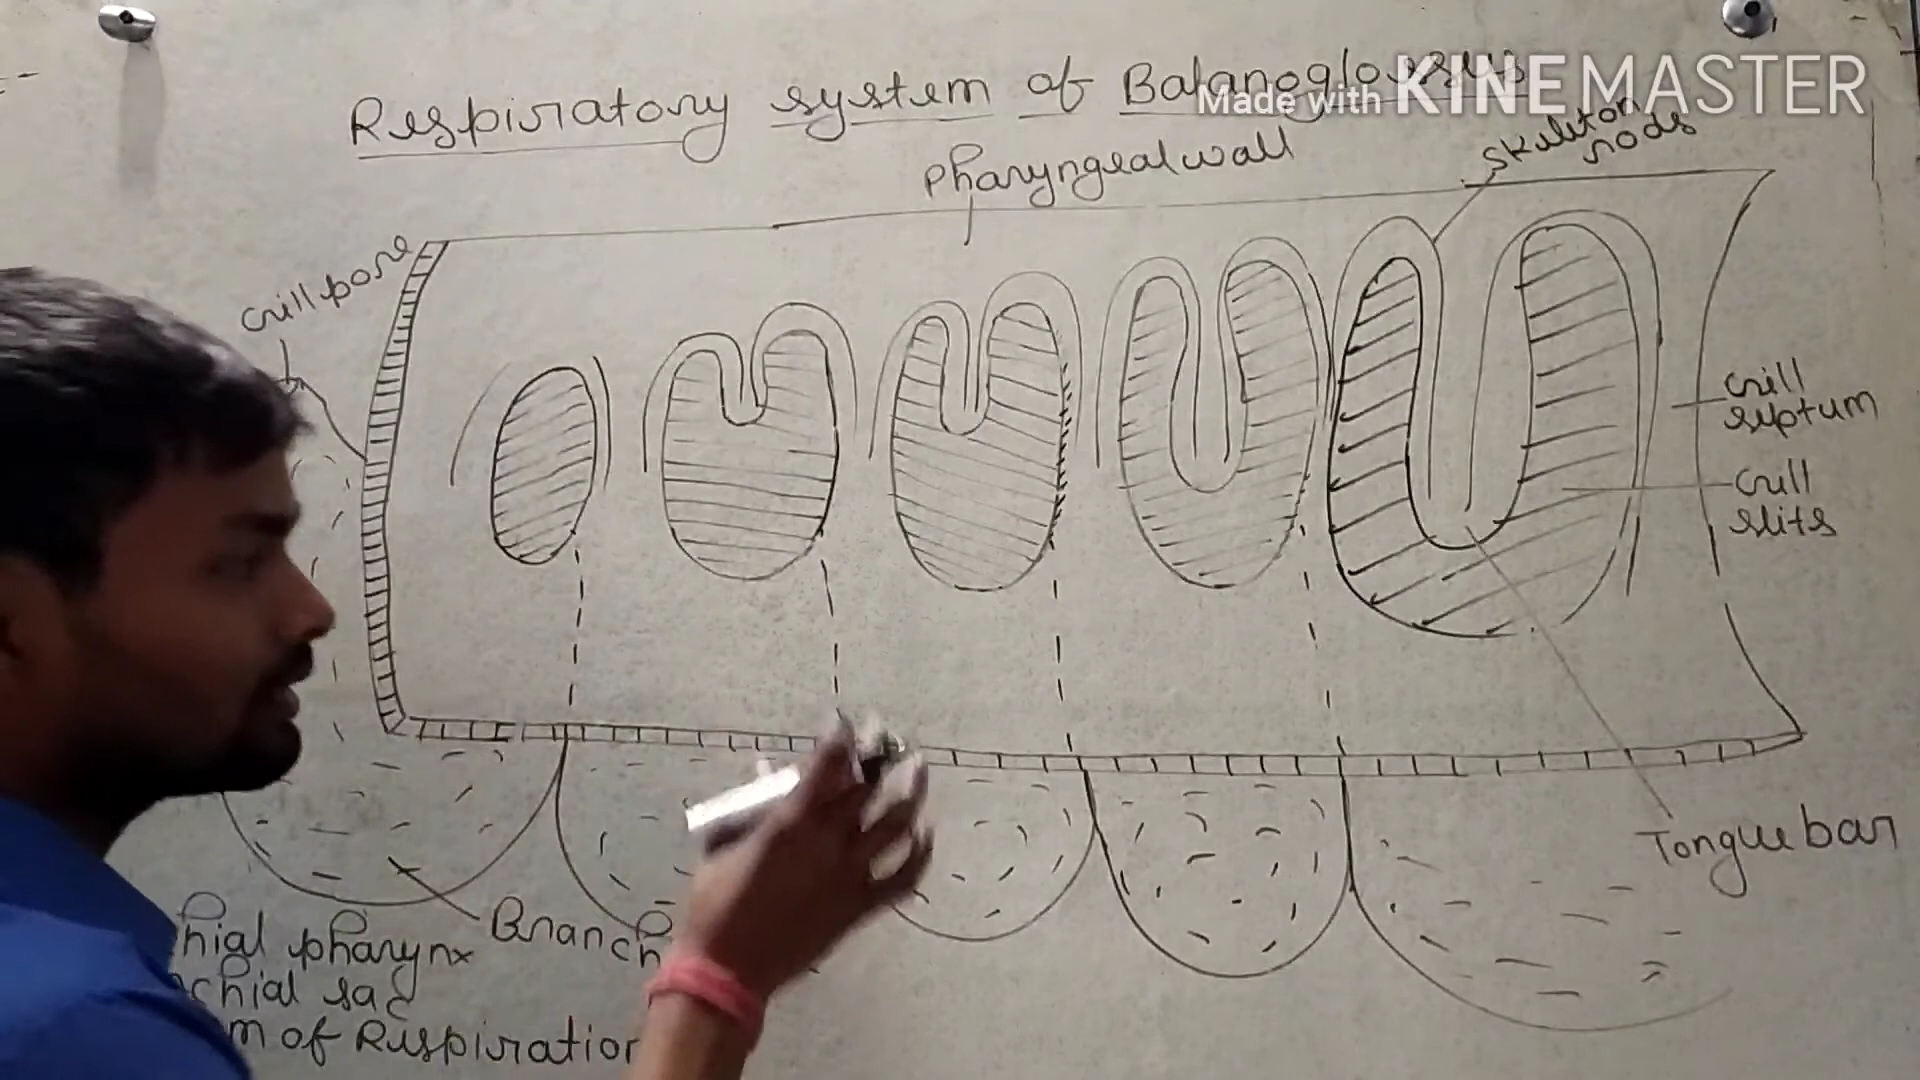 Respiratory system of Balanoglossus
Made with KINEMASTER
Pharyngeal wall
Skeleton
rods
Gill pore
Gill
septum
Gill
slits
Tongue bar
Branch
hial pharynx
chial sac
m of Respiration